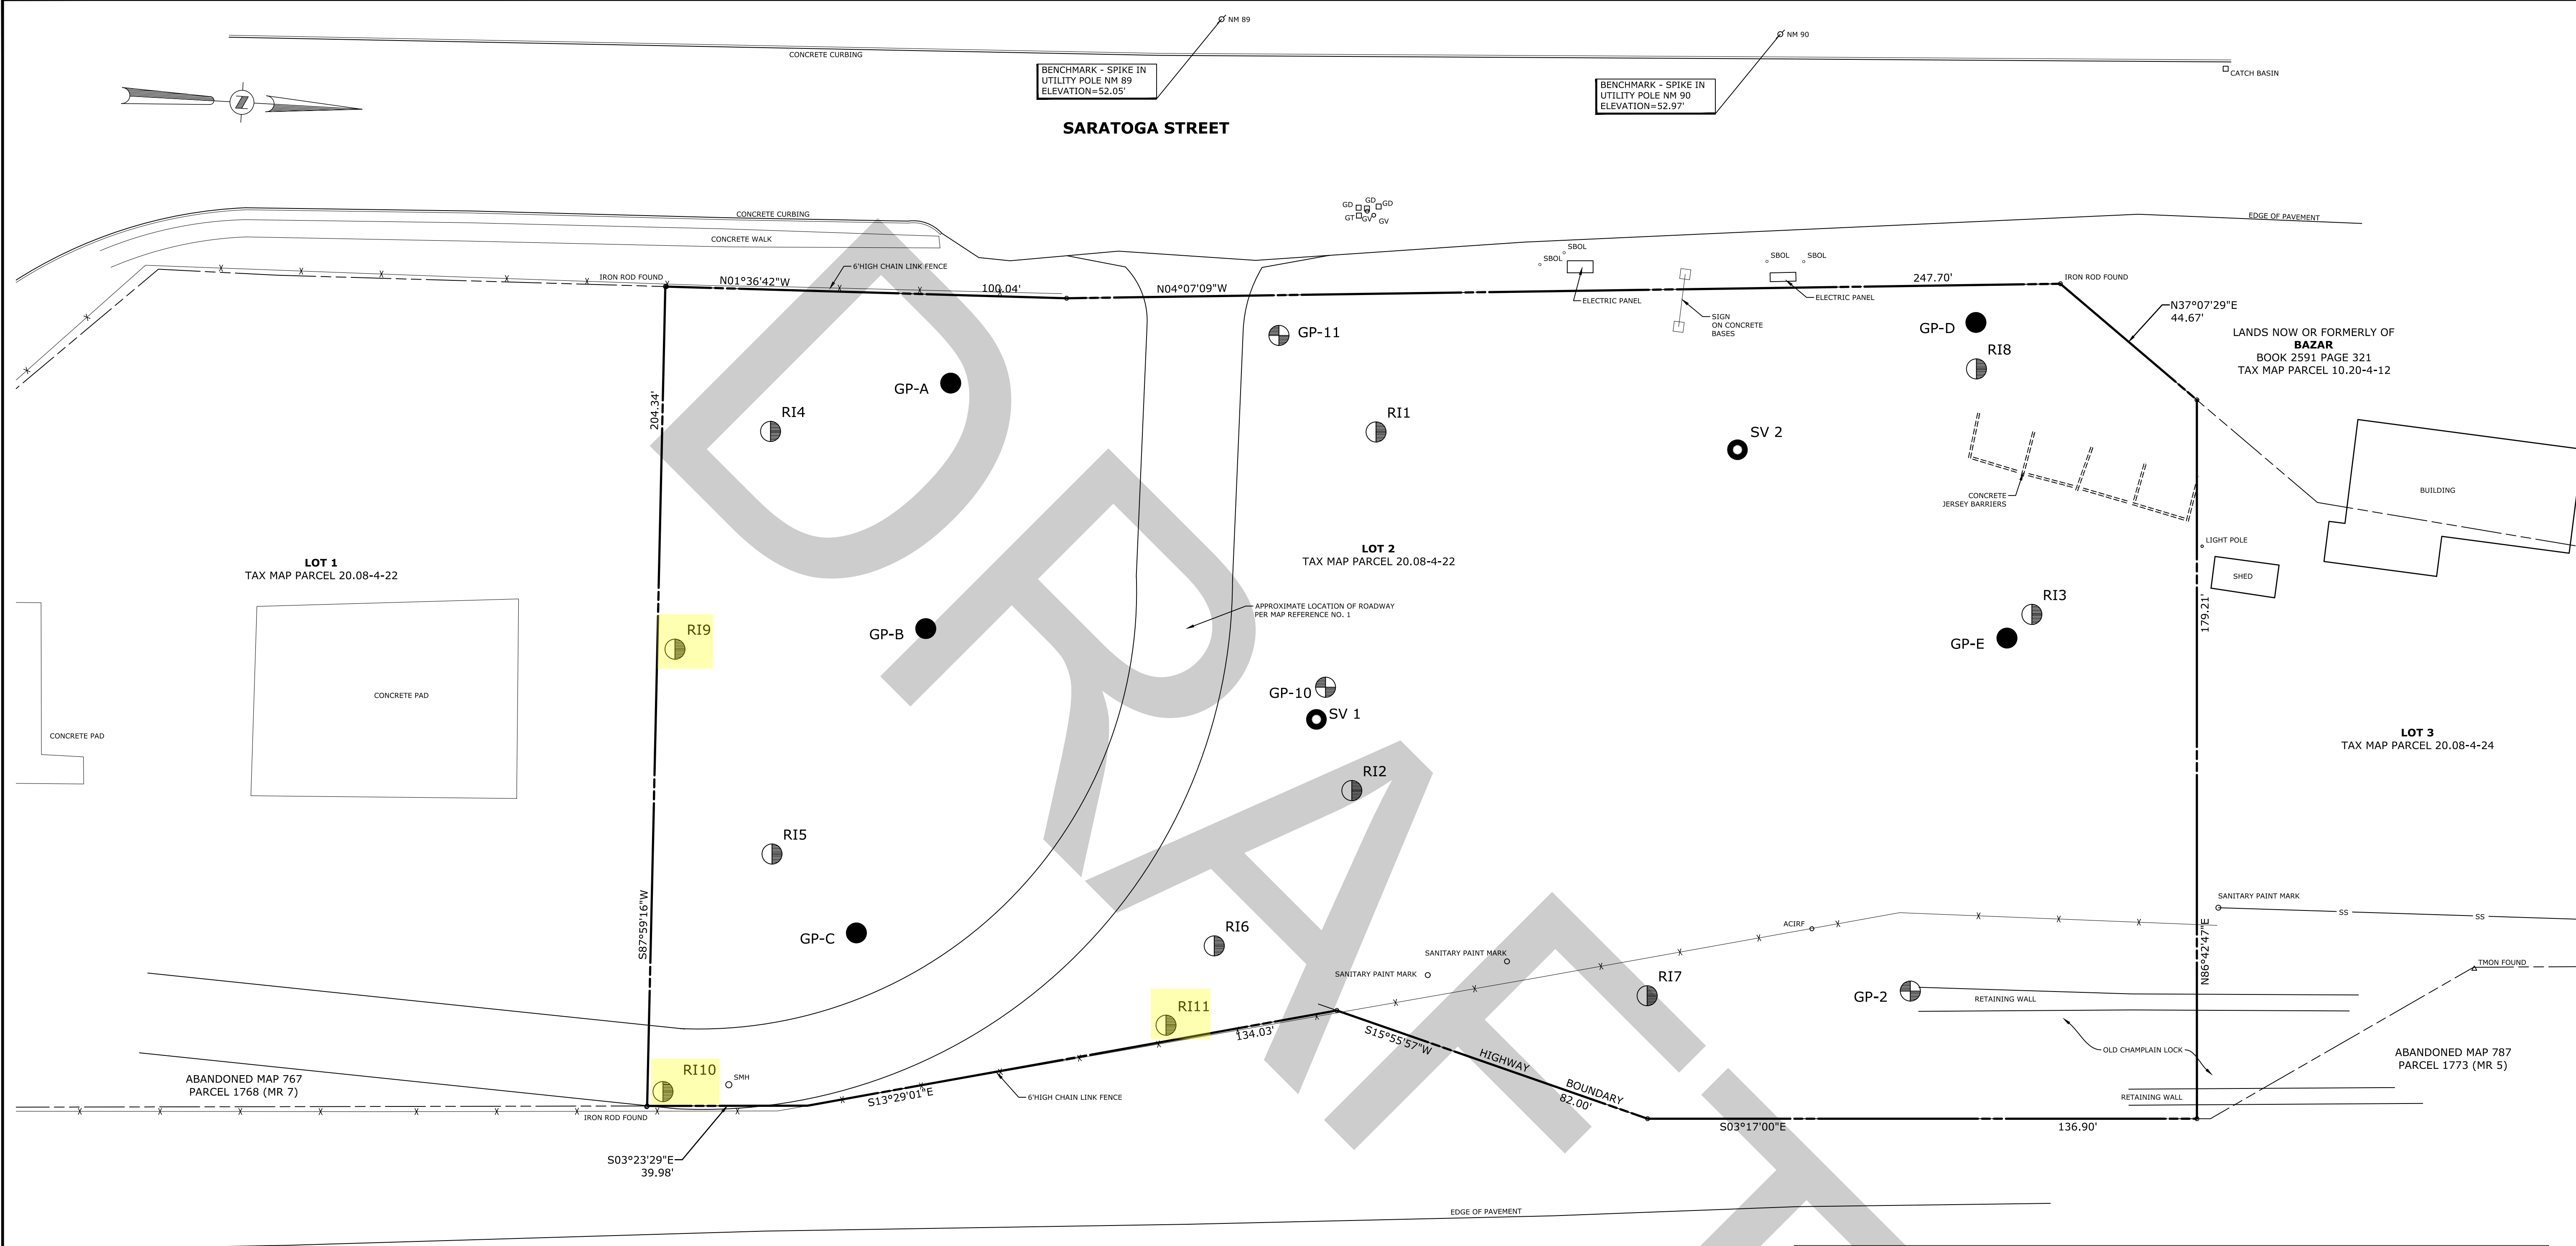 NM 89
NM 90
CONCRETE CURBING
BENCHMARK - SPIKE IN
UTILITY POLE NM 89
ELEVATION=52.05'
BENCHMARK - SPIKE IN
UTILITY POLE NM 90
ELEVATION=52.97'
CATCH BASIN
Z
SARATOGA STREET
GD
GD
GD
GT
GV
GV
CONCRETE CURBING
EDGE OF PAVEMENT
CONCRETE WALK
SBOL
SBOL
SBOL
SBOL
6'HIGH CHAIN LINK FENCE
IRON ROD FOUND
N01°36'42"W
100.04'
N04°07'09"W
247.70'
IRON ROD FOUND
ELECTRIC PANEL
ELECTRIC PANEL
SIGN
ON CONCRETE
BASES
N37°07'29"E
44.67'
LANDS NOW OR FORMERLY OF
BAZAR
BOOK 2591 PAGE 321
TAX MAP PARCEL 10.20-4-12
GP-11
GP-D
RI8
GP-A
204.34'
RI4
RI1
SV 2
CONCRETE
JERSEY BARRIERS
BUILDING
LIGHT POLE
SHED
LOT 1
TAX MAP PARCEL 20.08-4-22
LOT 2
TAX MAP PARCEL 20.08-4-22
APPROXIMATE LOCATION OF ROADWAY
PER MAP REFERENCE NO. 1
RI3
179.21'
RI9
GP-B
GP-E
CONCRETE PAD
CONCRETE PAD
GP-10
SV 1
LOT 3
TAX MAP PARCEL 20.08-4-24
RI2
RI5
S87°59'16"W
GP-C
RI6
ACIRF
SANITARY PAINT MARK
SANITARY PAINT MARK
SANITARY PAINT MARK
SS
SS
N86°42'47"E
TMON FOUND
RI7
GP-2
RETAINING WALL
RI11
134.03'
S15°55'57"W
HIGHWAY
BOUNDARY
82.00'
OLD CHAMPLAIN LOCK
ABANDONED MAP 787
PARCEL 1773 (MR 5)
RI10
SMH
ABANDONED MAP 767
PARCEL 1768 (MR 7)
S13°29'01"E
6'HIGH CHAIN LINK FENCE
RETAINING WALL
IRON ROD FOUND
S03°17'00"E
136.90'
S03°23'29"E
39.98'
EDGE OF PAVEMENT
DRAFT